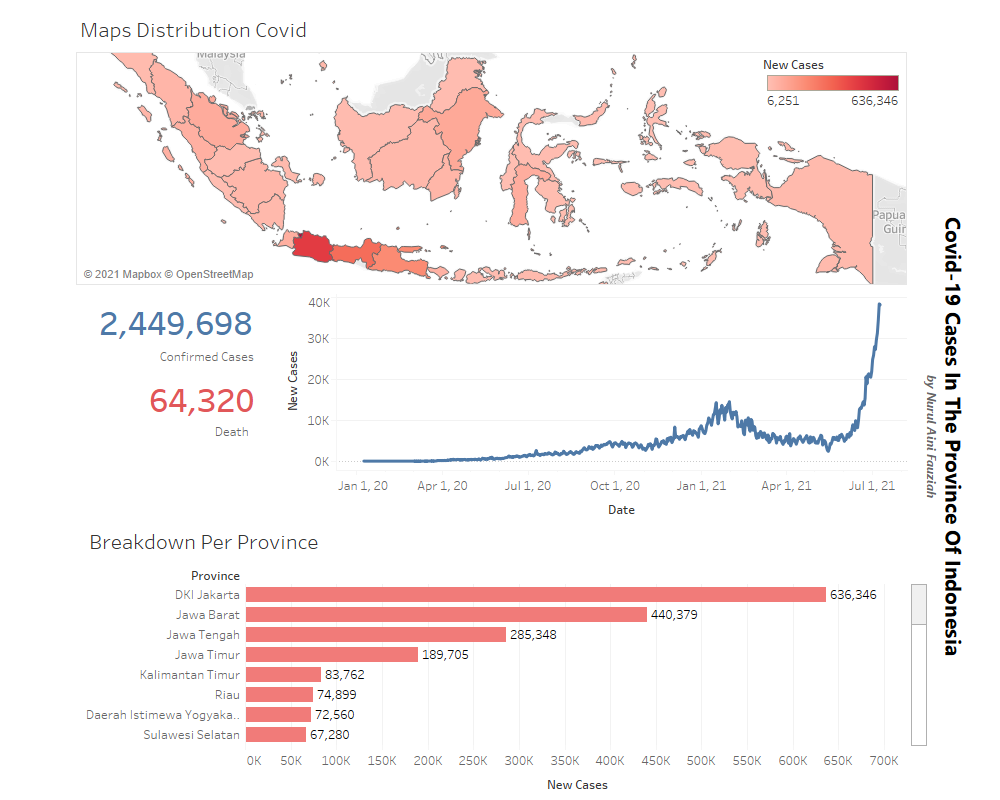 Maps Distribution Covid
Malaysia
New Cases
6,251 636,346
Papua
Guin
© 2021 Mapbox © OpenStreetMap
2,449,698
Confirmed Cases
64,320
Death
New Cases
40K
30K
20K
10K
0K
Jan 1, 20 Apr 1, 20 Jul 1, 20 Oct 1, 20 Jan 1, 21 Apr 1, 21 Jul 1, 21
Date
Breakdown Per Province
Province
DKI Jakarta 636,346
Jawa Barat 440,379
Jawa Tengah 285,348
Jawa Timur 189,705
Kalimantan Timur 83,762
Riau 74,899
Daerah Istimewa Yogyaka.. 72,560
Sulawesi Selatan 67,280
0K 50K 100K 150K 200K 250K 300K 350K 400K 450K 500K 550K 600K 650K 700K
New Cases
Covid-19 Cases In The Province Of Indonesia
by Nurul Aini Fauziah